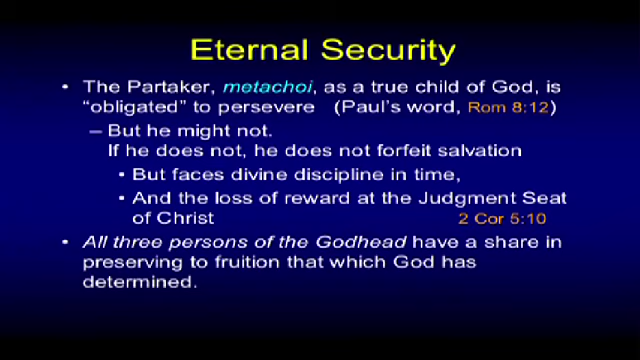 Eternal Security
• The Partaker, metachoi, as a true child of God, is
“obligated” to persevere (Paul’s word, Rom 8:12)
– But he might not.
If he does not, he does not forfeit salvation
• But faces divine discipline in time,
• And the loss of reward at the Judgment Seat
of Christ 2 Cor 5:10
• All three persons of the Godhead have a share in
preserving to fruition that which God has
determined.